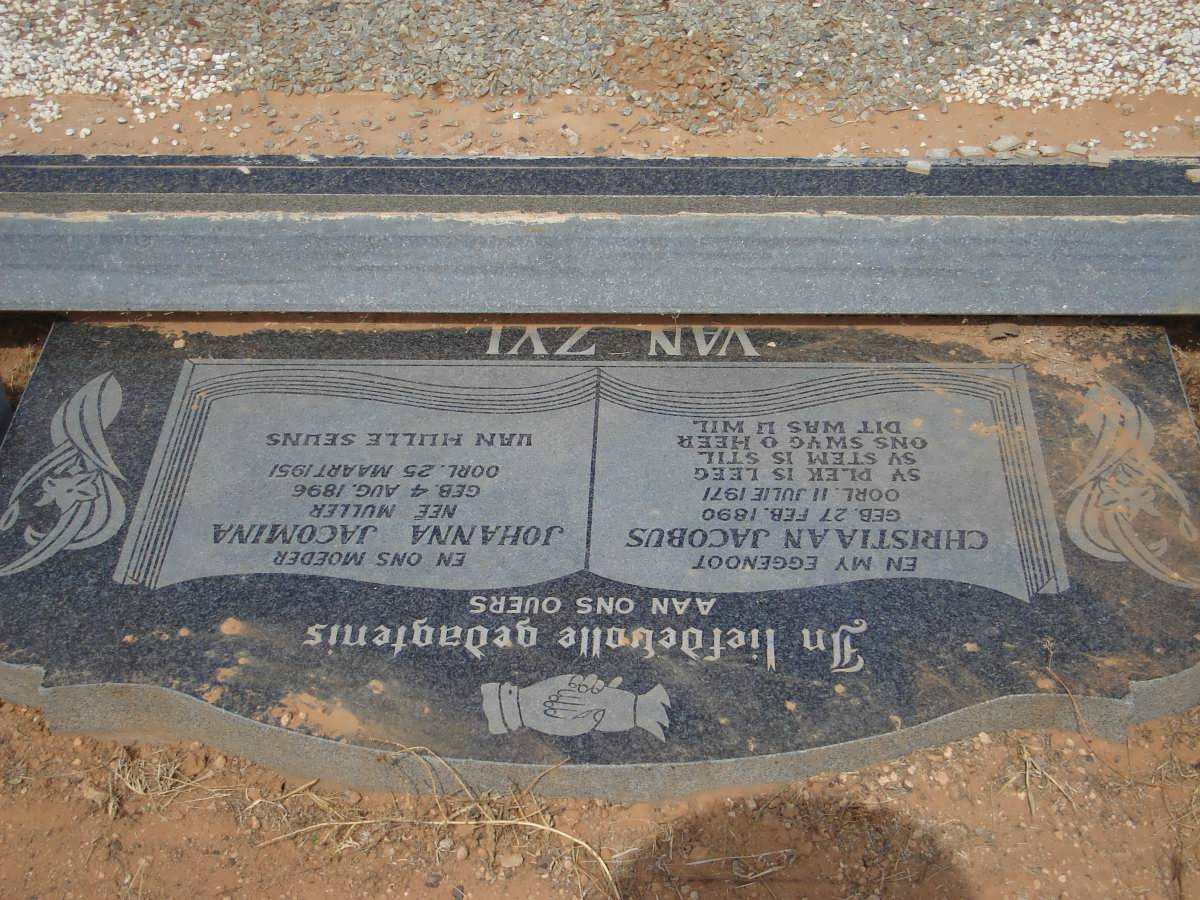 In liefdevolle gedagtenis
AAN ONS OUERS
EN MY EGGENOOT
CHRISTIAAN JACOBUS
GEB. 27 FEB. 1890
OORL. 11 JULIE 1971
SY PLEK IS LEEG
SY STEM IS STIL
ONS SWYG O HEER
DIT WAS U WIL
EN ONS MOEDER
JOHANNA JACOMINA
NEE MULLER
GEB. 4 AUG. 1896
OORL. 25 MAART 1951
VAN HULLE SEUNS
VAN ZYL